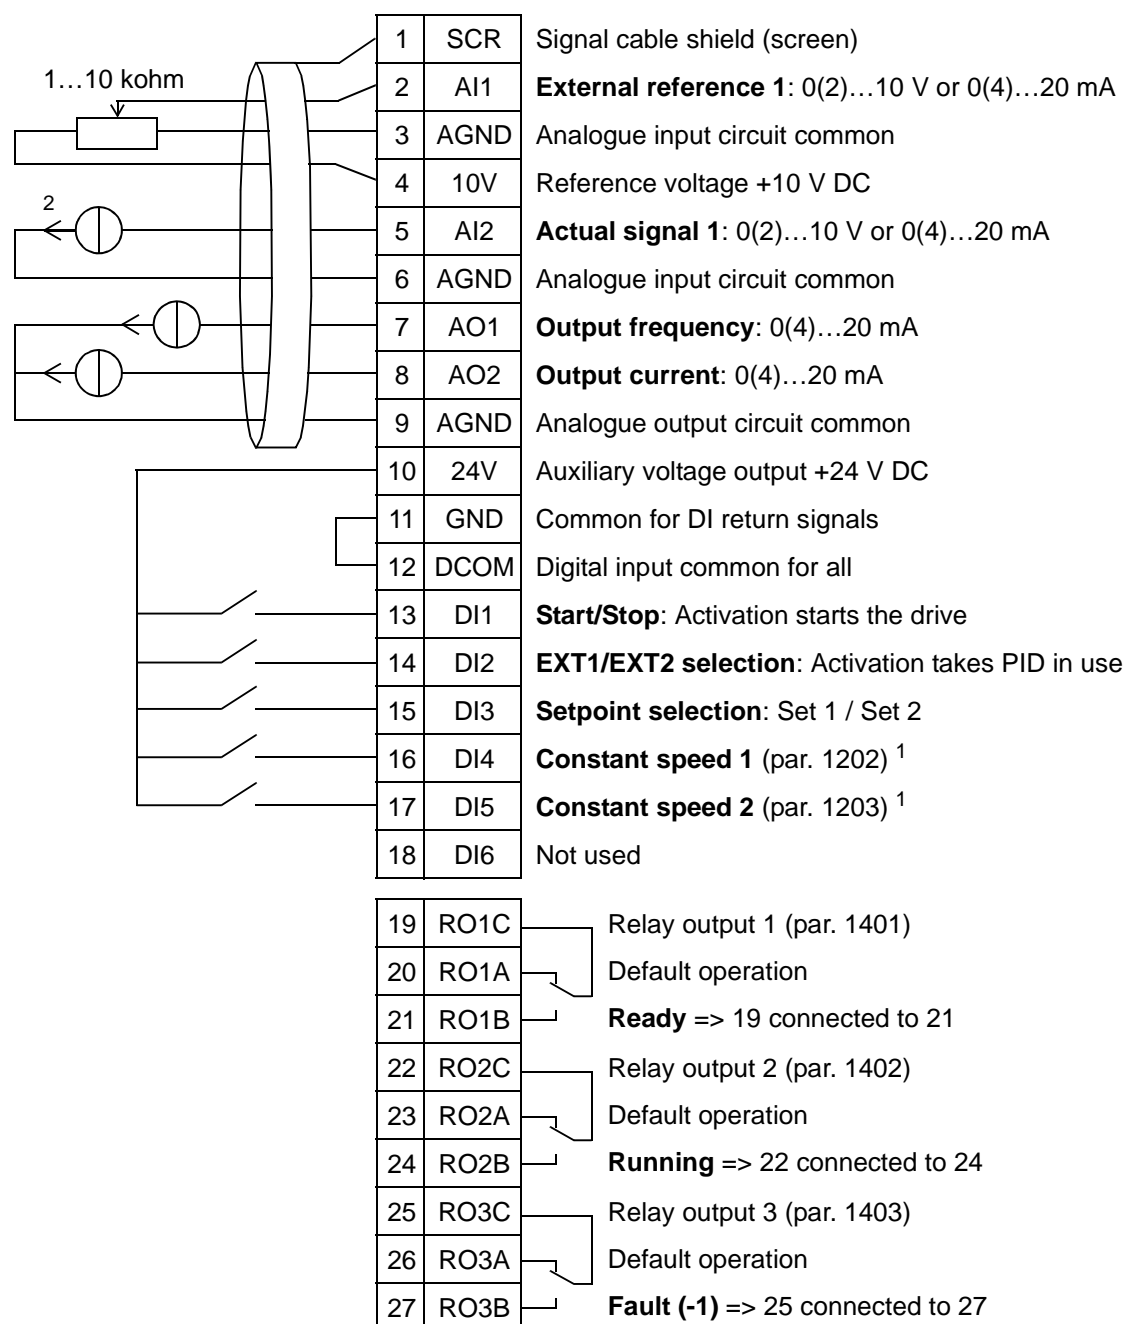 1 SCR Signal cable shield (screen)
1…10 kohm
2 AI1 External reference 1: 0(2)…10 V or 0(4)…20 mA
3 AGND Analogue input circuit common
4 10V Reference voltage +10 V DC
2
5 AI2 Actual signal 1: 0(2)…10 V or 0(4)…20 mA
6 AGND Analogue input circuit common
7 AO1 Output frequency: 0(4)…20 mA
8 AO2 Output current: 0(4)…20 mA
9 AGND Analogue output circuit common
10 24V Auxiliary voltage output +24 V DC
11 GND Common for DI return signals
12 DCOM Digital input common for all
13 DI1 Start/Stop: Activation starts the drive
14 DI2 EXT1/EXT2 selection: Activation takes PID in use
15 DI3 Setpoint selection: Set 1 / Set 2
16 DI4 Constant speed 1 (par. 1202) 1
17 DI5 Constant speed 2 (par. 1203) 1
18 DI6 Not used
19 RO1C Relay output 1 (par. 1401)
20 RO1A Default operation
21 RO1B Ready => 19 connected to 21
22 RO2C Relay output 2 (par. 1402)
23 RO2A Default operation
24 RO2B Running => 22 connected to 24
25 RO3C Relay output 3 (par. 1403)
26 RO3A Default operation
27 RO3B Fault (-1) => 25 connected to 27